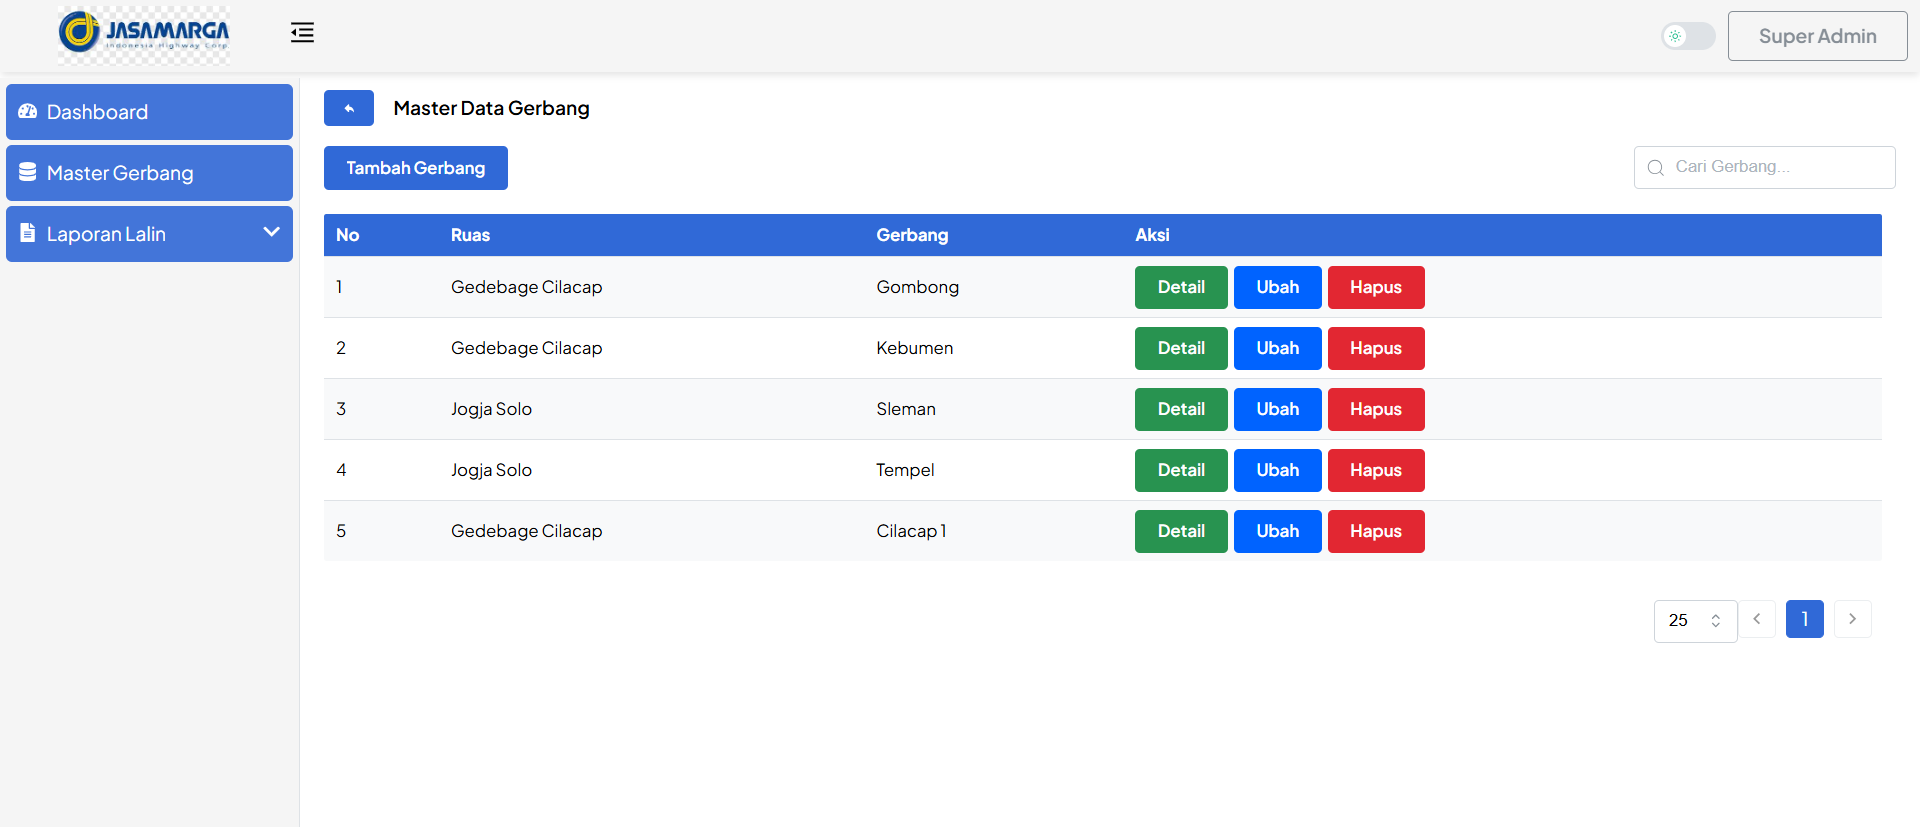 JASAMARGA
Indonesia Highway Corp.
Super Admin
Dashboard
Master Gerbang
Laporan Lalin
Master Data Gerbang
Tambah Gerbang
Cari Gerbang...
No Ruas Gerbang Aksi
1 Gedebage Cilacap Gombong Detail Ubah Hapus
2 Gedebage Cilacap Kebumen Detail Ubah Hapus
3 Jogja Solo Sleman Detail Ubah Hapus
4 Jogja Solo Tempel Detail Ubah Hapus
5 Gedebage Cilacap Cilacap 1 Detail Ubah Hapus
25 1